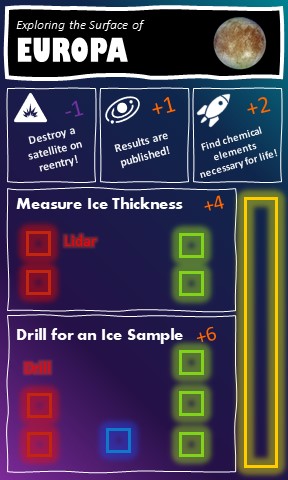 Exploring the Surface of
EUROPA
-1
Destroy a
satellite on
reentry!
+1
Results are
published!
+2
Find chemical
elements
necessary for life!
Measure Ice Thickness +4
Lidar
Drill for an Ice Sample +6
Drill